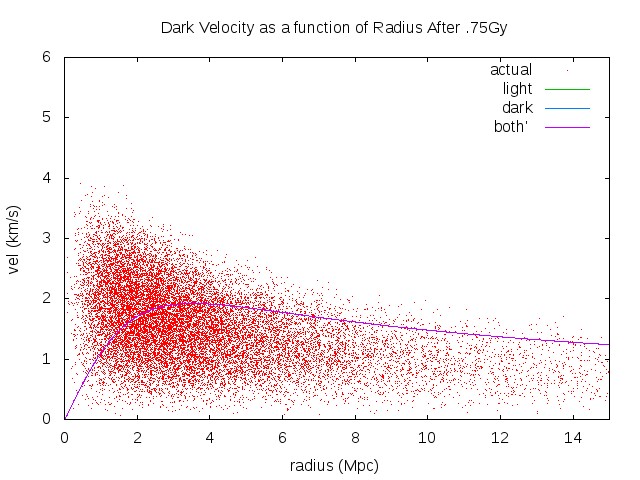 Dark Velocity as a function of Radius After .75Gy
actual
light
dark
both'
6
5
4
3
2
1
0
vel (km/s)
0 2 4 6 8 10 12 14
radius (Mpc)